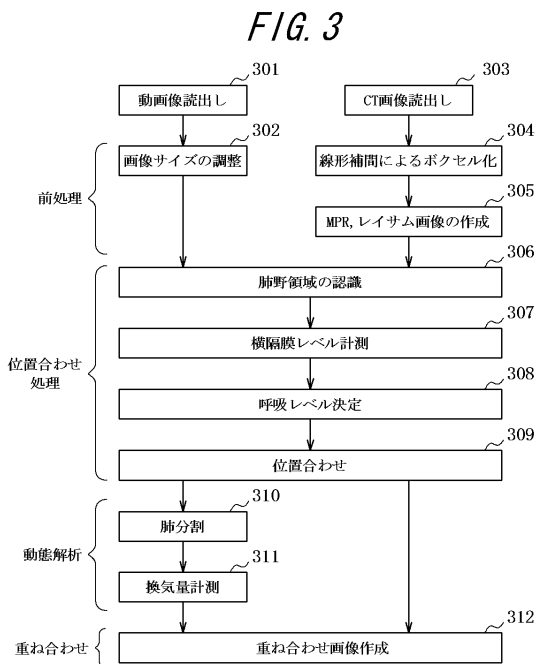 FIG. 3
301
動画像読出し
303
CT画像読出し
302
画像サイズの調整
304
線形補間によるボクセル化
前処理
305
MPR,レイサム画像の作成
306
肺野領域の認識
307
横隔膜レベル計測
位置合わせ
処理
308
呼吸レベル決定
309
位置合わせ
310
肺分割
動態解析
311
換気量計測
312
重ね合わせ
重ね合わせ画像作成